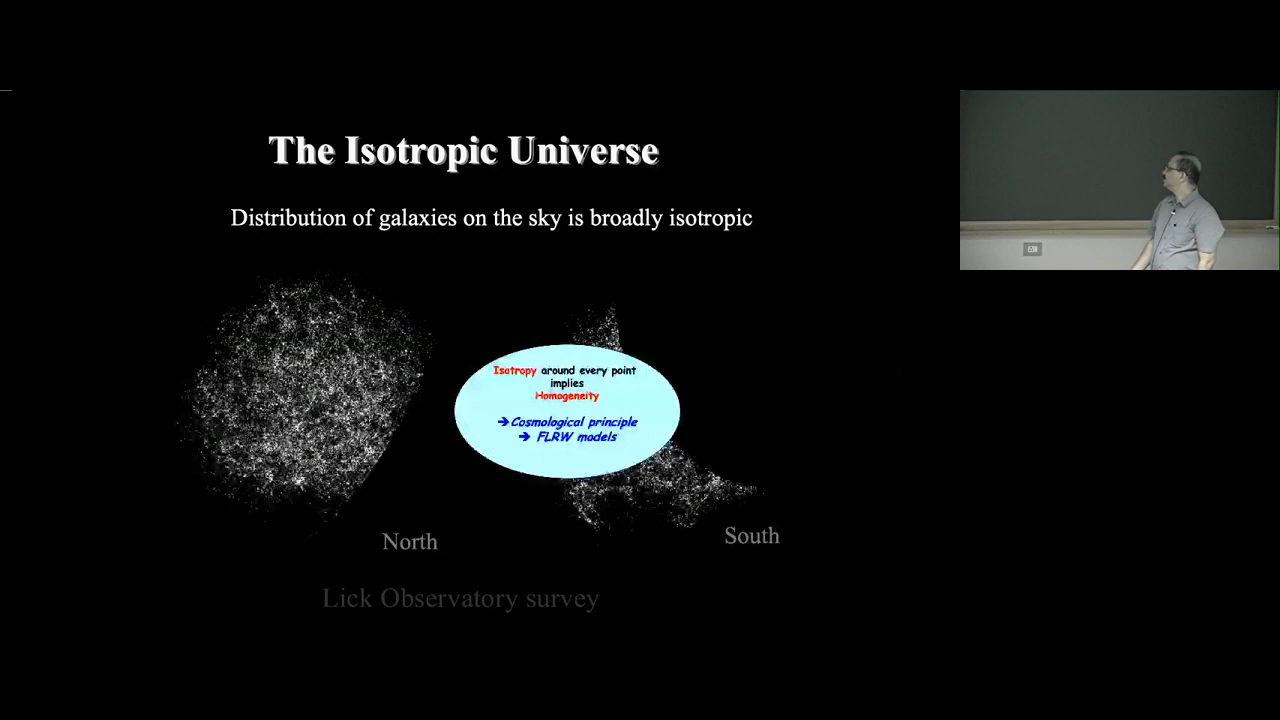 The Isotropic Universe
Distribution of galaxies on the sky is broadly isotropic
Isotropy around every point
implies
Homogeneity
➔Cosmological principle
➔ FLRW models
North
South
Lick Observatory survey